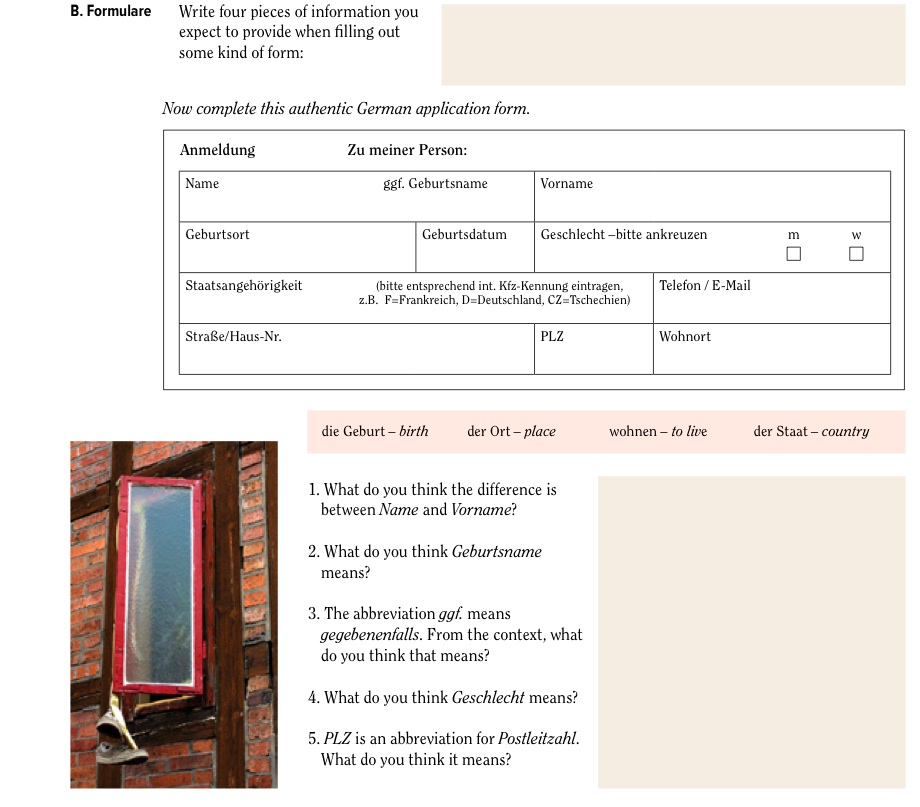 B. Formulare
Write four pieces of information you
expect to provide when filling out
some kind of form:
Now complete this authentic German application form.
Anmeldung Zu meiner Person:
Name ggf. Geburtsname Vorname
Geburtsort Geburtsdatum Geschlecht –bitte ankreuzen m w
Staatsangehörigkeit (bitte entsprechend int. Kfz-Kennung eintragen, Telefon / E-Mail
z.B. F=Frankreich, D=Deutschland, CZ=Tschechien)
Straße/Haus-Nr. PLZ Wohnort
die Geburt – birth der Ort – place wohnen – to live der Staat – country
1. What do you think the difference is
between Name and Vorname?
2. What do you think Geburtsname
means?
3. The abbreviation ggf. means
gegebenenfalls. From the context, what
do you think that means?
4. What do you think Geschlecht means?
5. PLZ is an abbreviation for Postleitzahl.
What do you think it means?